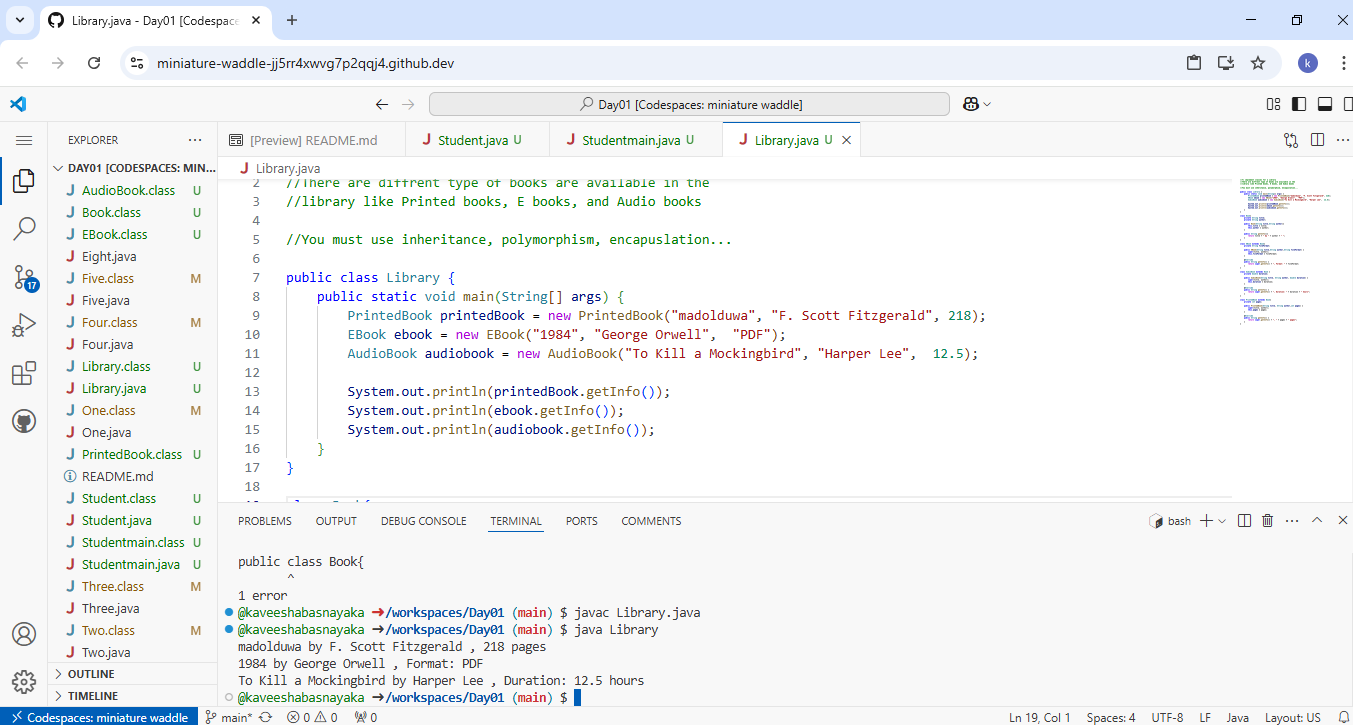 Library.java - Day01 [Codespace
miniature-waddle-jj5rr4xwvg7p2qqj4.github.dev
k
Day01 [Codespaces: miniature waddle]
EXPLORER
[Preview] README.md
Student.java U
Studentmain.java U
Library.java U
DAY01 [CODESPACES: MIN...
AudioBook.class U
Book.class U
EBook.class U
Eight.java
Five.class M
Five.java
Four.class M
Four.java
Library.class U
Library.java U
One.class M
One.java
PrintedBook.class U
README.md
Student.class U
Student.java U
Studentmain.class U
Studentmain.java U
Three.class M
Three.java
Two.class M
Two.java
OUTLINE
TIMELINE
17
Library.java
2 //There are diffrent type of books are available in the
3 //library like Printed books, E books, and Audio books
4
5 //You must use inheritance, polymorphism, encapuslation...
6
7 public class Library {
8 public static void main(String[] args) {
9 PrintedBook printedBook = new PrintedBook("madolduwa", "F. Scott Fitzgerald", 218);
10 EBook ebook = new EBook("1984", "George Orwell",  "PDF");
11 AudioBook audiobook = new AudioBook("To Kill a Mockingbird", "Harper Lee",  12.5);
12
13 System.out.println(printedBook.getInfo());
14 System.out.println(ebook.getInfo());
15 System.out.println(audiobook.getInfo());
16 }
17 }
18
PROBLEMS OUTPUT DEBUG CONSOLE TERMINAL PORTS COMMENTS
bash
public class Book{
^
1 error
@kaveeshabasnayaka ➜/workspaces/Day01 (main) $ javac Library.java
@kaveeshabasnayaka ➜/workspaces/Day01 (main) $ java Library
madolduwa by F. Scott Fitzgerald , 218 pages
1984 by George Orwell , Format: PDF
To Kill a Mockingbird by Harper Lee , Duration: 12.5 hours
@kaveeshabasnayaka ➜/workspaces/Day01 (main) $
Codespaces: miniature waddle main* 0 0 0 Ln 19, Col 1 Spaces: 4 UTF-8 LF Java Layout: US